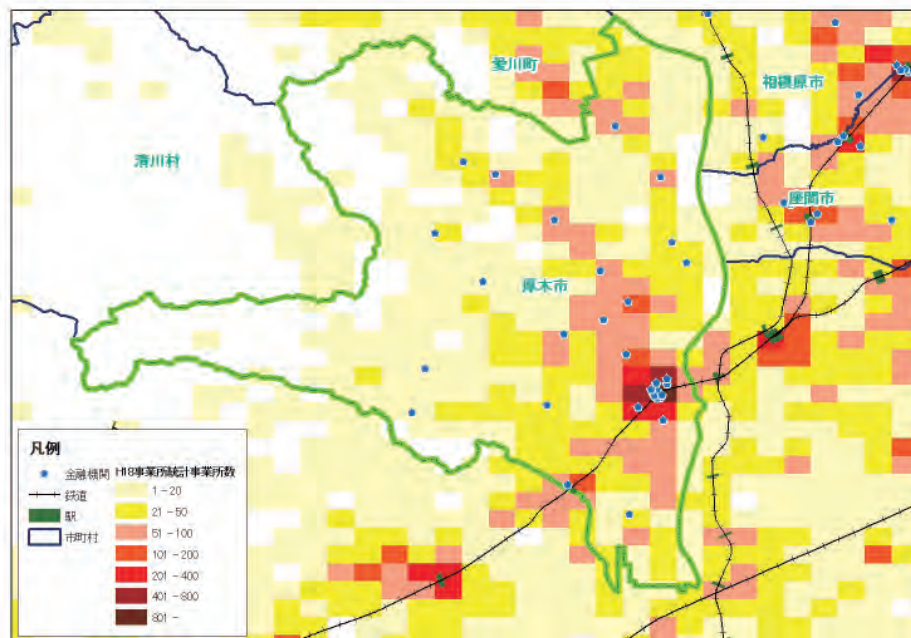 愛川町
相模原市
清川村
座間市
厚木市
凡例
金融機関
鉄道
駅
市町村
H18事業所統計事業所数
1 - 20
21 - 50
51 - 100
101 - 200
201 - 400
401 - 800
801 -